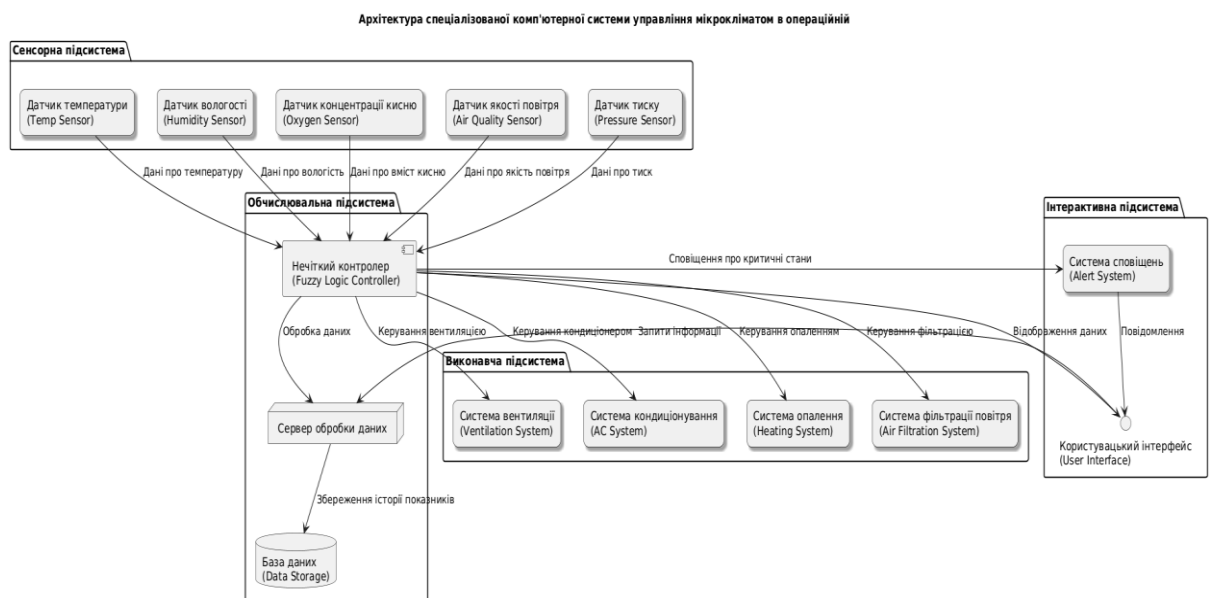 Архітектура спеціалізованої комп'ютерної системи управління мікрокліматом в операційній
Сенсорна підсистема
Датчик температури
(Temp Sensor)
Датчик вологості
(Humidity Sensor)
Датчик концентрації кисню
(Oxygen Sensor)
Датчик якості повітря
(Air Quality Sensor)
Датчик тиску
(Pressure Sensor)
Дані про температуру
Дані про вологість
Дані про вміст кисню
Дані про якість повітря
Дані про тиск
Обчислювальна підсистема
Нечіткий контролер
(Fuzzy Logic Controller)
Інтерактивна підсистема
Сповіщення про критичні стани
Система сповіщень
(Alert System)
Обробка даних
Керування вентиляцією
Керування кондиціонером
Запити інформації
Керування опаленням
Керування фільтрацією
Відображення даних
Повідомлення
Виконавча підсистема
Система вентиляції
(Ventilation System)
Система кондиціонування
(AC System)
Система опалення
(Heating System)
Система фільтрації повітря
(Air Filtration System)
Сервер обробки даних
Користувацький інтерфейс
(User Interface)
Збереження історії показників
База даних
(Data Storage)